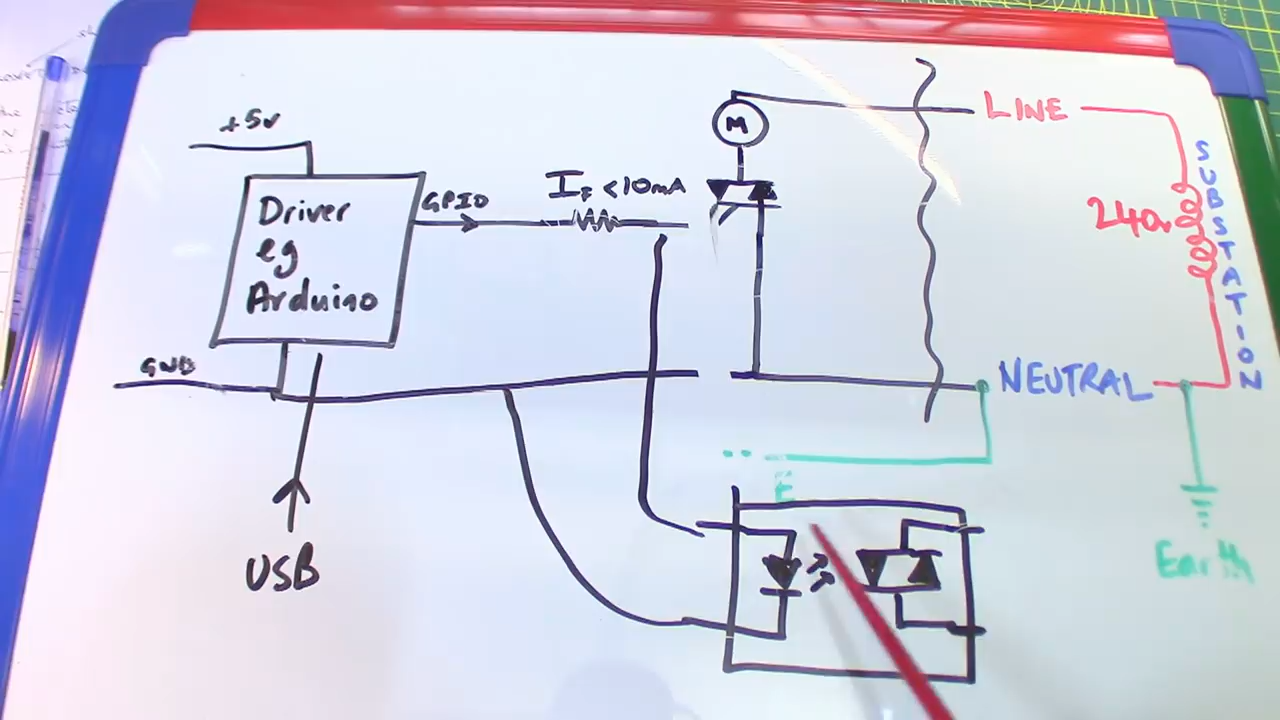 +5v
Driver
eg
Arduino
GPIO
IF <10mA
GND
USB
M
LINE
240v
SUBSTATION
NEUTRAL
E
Earth